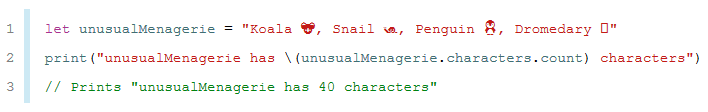 1 let unusualMenagerie = "Koala 🐨, Snail 🐌, Penguin 🐧, Dromedary "
2 print("unusualMenagerie has \(unusualMenagerie.characters.count) characters")
3 // Prints "unusualMenagerie has 40 characters"